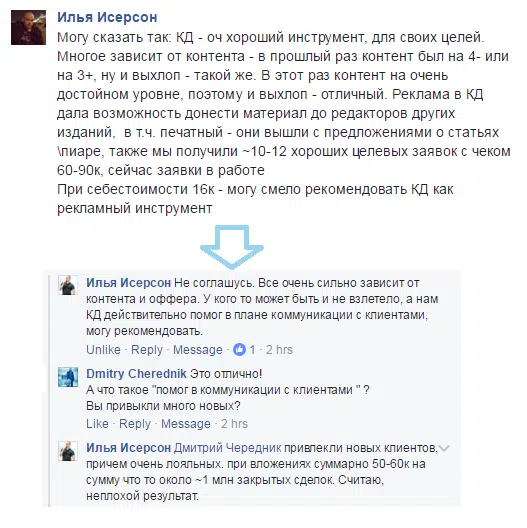 Илья Исерсон
Могу сказать так: КД - оч хороший инструмент, для своих целей.
Многое зависит от контента - в прошлый раз контент был на 4- или
на 3+, ну и выхлоп - такой же. В этот раз контент на очень
достойном уровне, поэтому и выхлоп - отличный. Реклама в КД
дала возможность донести материал до редакторов других
изданий, в т.ч. печатный - они вышли с предложениями о статьях
\пиаре, также мы получили ~10-12 хороших целевых заявок с чеком
60-90к, сейчас заявки в работе
При себестоимости 16к - могу смело рекомендовать КД как
рекламный инструмент
Илья Исерсон Не соглашусь. Все очень сильно зависит от
контента и оффера. У кого то может быть и не взлетело, а нам
КД действительно помог в плане коммуникации с клиентами,
могу рекомендовать.
Unlike · Reply · Message · 1 · 2 hrs
Dmitry Cherednik Это отлично!
А что такое "помог в коммуникации с клиентами " ?
Вы привыкли много новых?
Like · Reply · Message · 2 hrs
Илья Исерсон Дмитрий Чередник привлекли новых клиентов,
причем очень лояльных. при вложениях суммарно 50-60к на
сумму что то около ~1 млн закрытых сделок. Считаю,
неплохой результат.